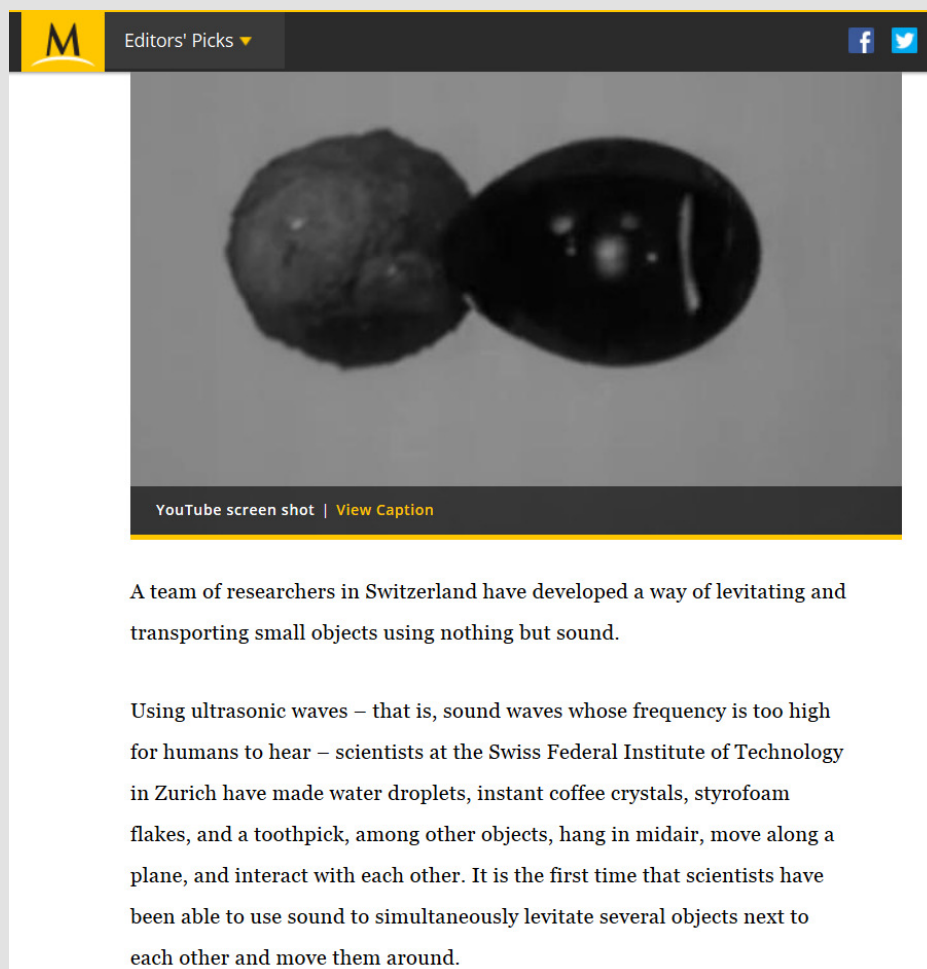 M
Editors' Picks
YouTube screen shot | View Caption
A team of researchers in Switzerland have developed a way of levitating and
transporting small objects using nothing but sound.
Using ultrasonic waves – that is, sound waves whose frequency is too high
for humans to hear – scientists at the Swiss Federal Institute of Technology
in Zurich have made water droplets, instant coffee crystals, styrofoam
flakes, and a toothpick, among other objects, hang in midair, move along a
plane, and interact with each other. It is the first time that scientists have
been able to use sound to simultaneously levitate several objects next to
each other and move them around.